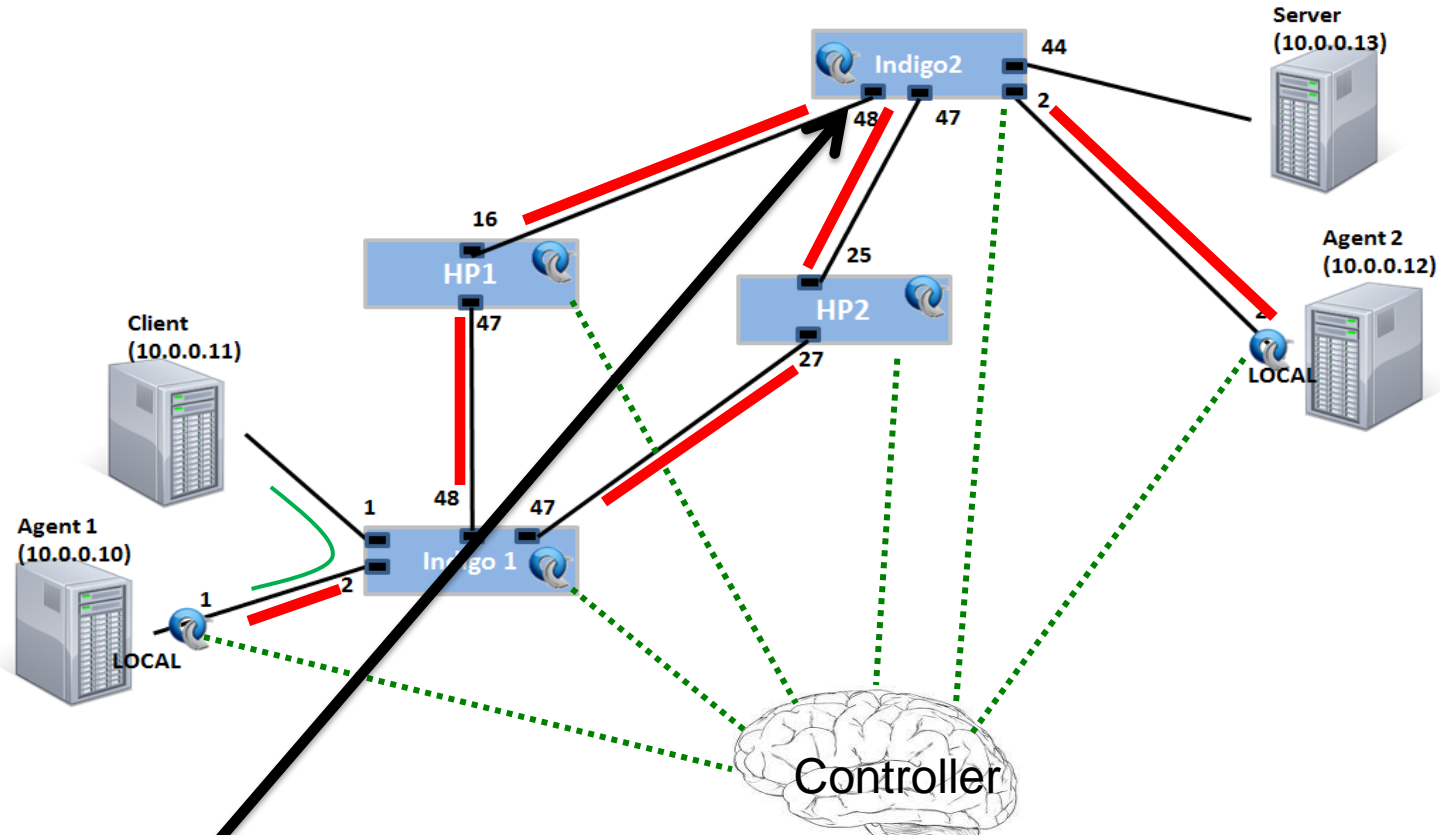 Server
(10.0.0.13)
44
Indigo2
2
48
47
Agent 2
(10.0.0.12)
16
HP1
25
HP2
47
27
Client
(10.0.0.11)
LOCAL
48
47
1
Agent 1
(10.0.0.10)
Indigo 1
2
1
LOCAL
Controller